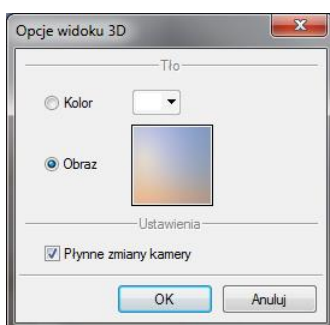 Opcje widoku 3D
Tło
Kolor
Obraz
Ustawienia
Płynne zmiany kamery
OK
Anuluj